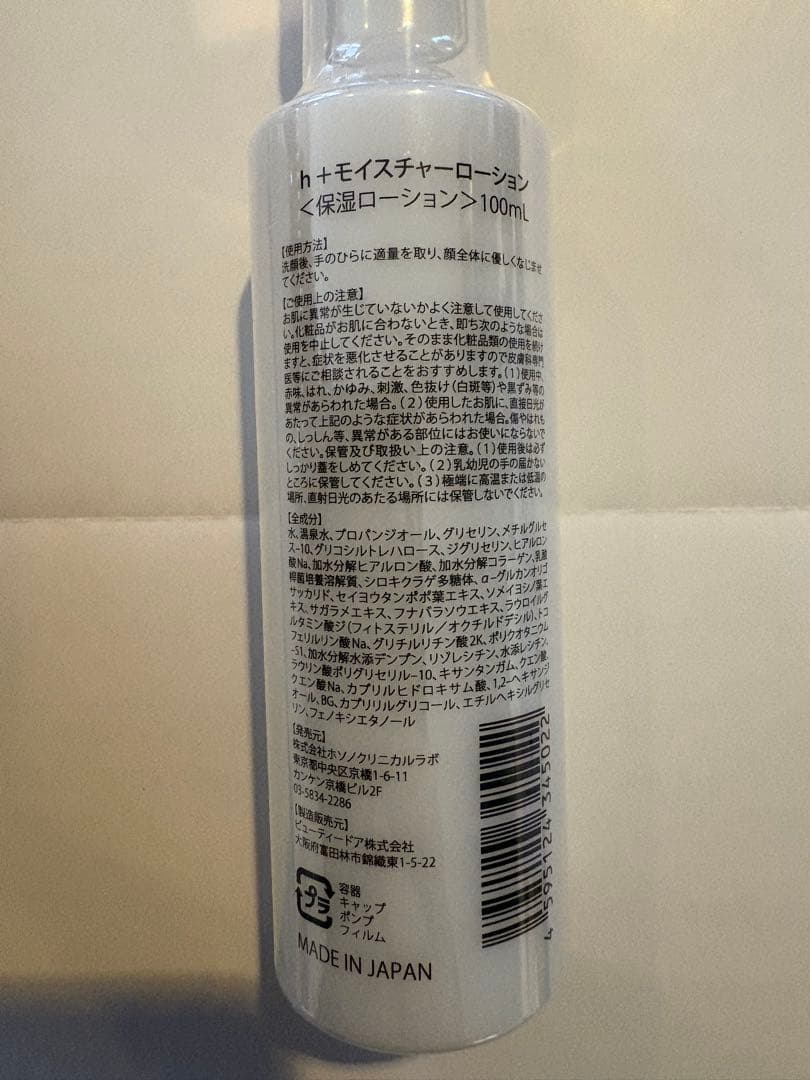 h+モイスチャーローション
＜保湿ローション＞100mL
【使用方法】
洗顔後、手のひらに適量を取り、顔全体に優しくなじませ
てください。
【ご使用上の注意】
お肌に異常が生じていないかよく注意して使用してくださ
い。化粧品がお肌に合わないとき、即ち次のような場合は
使用を中止してください。そのまま化粧品類の使用を続け
ますと、症状を悪化させることがありますので皮膚科専門
医等にご相談されることをおすすめします。（1）使用中、
赤味、はれ、かゆみ、刺激、色抜け（白斑等）や黒ずみ等の
異常があらわれた場合。（2）使用したお肌に、直接日光が
あたって上記のような症状があらわれた場合。傷やはれも
の、しっしん等、異常がある部位にはお使いにならないで
ください。保管及び取扱い上の注意。（1）使用後は必ず
しっかり蓋をしめてください。（2）乳幼児の手の届かない
ところに保管してください。（3）極端に高温または低温の
場所、直射日光のあたる場所には保管しないでください。
【全成分】
水、温泉水、プロパンジオール、グリセリン、メチルグルセ
ス-10、グリコシルトレハロース、ジグリセリン、ヒアルロン
酸Na、加水分解ヒアルロン酸、加水分解コラーゲン、乳酸
桿菌培養溶解質、シロキクラゲ多糖体、α-グルカンオリゴ
サッカリド、セイヨウタンポポ葉エキス、ソメイヨシノ葉エ
キス、サガラメエキス、フナバラソウエキス、ラウロイルグ
ルタミン酸ジ（フィトステリル／オクチルドデシル）、トコ
フェリルリン酸Na、グリチルリチン酸2K、ポリクオタニウム
-51、加水分解水添デンプン、リゾレシチン、水添レシチン、
ラウリン酸ポリグリセリル-10、キサンタンガム、クエン酸、
クエン酸Na、カプリルヒドロキサム酸、1,2-ヘキサンジ
オール、BG、カプリリルグリコール、エチルヘキシルグリセ
リン、フェノキシエタノール
【発売元】
株式会社ホソノクリニカルラボ
東京都中央区京橋1-6-11
カンケン京橋ビル2F
03-5834-2286
【製造販売元】
ビューティードア株式会社
大阪府富田林市錦織東1-5-22
プラ
容器
キャップ
ポンプ
フィルム
MADE IN JAPAN
4 595124 345022